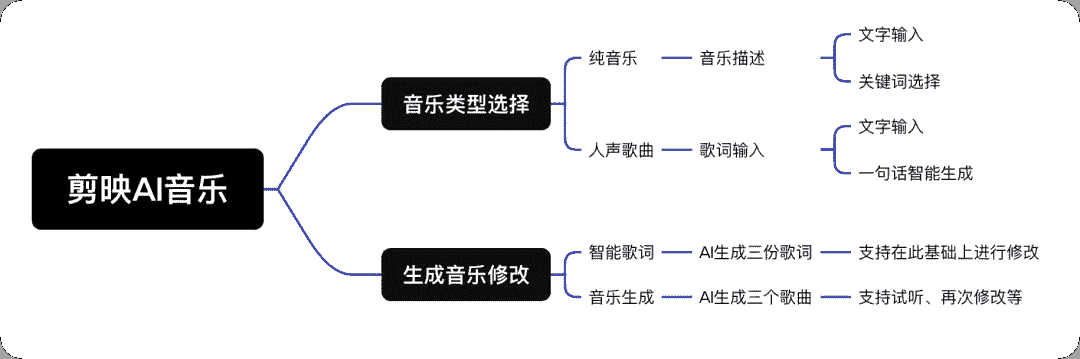 剪映AI音乐
音乐类型选择
纯音乐
音乐描述
文字输入
关键词选择
人声歌曲
歌词输入
文字输入
一句话智能生成
生成音乐修改
智能歌词
AI生成三份歌词
支持在此基础上进行修改
音乐生成
AI生成三个歌曲
支持试听、再次修改等